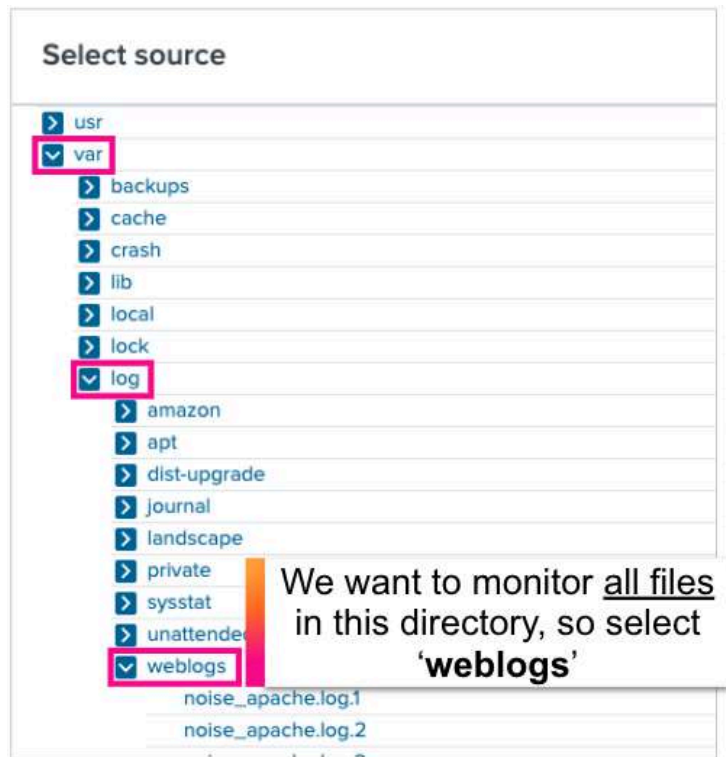 Select source
usr
var
backups
cache
crash
lib
local
lock
log
amazon
apt
dist-upgrade
journal
landscape
private
sysstat
We want to monitor all files
in this directory, so select
‘weblogs’
weblogs
noise_apache.log.1
noise_apache.log.2